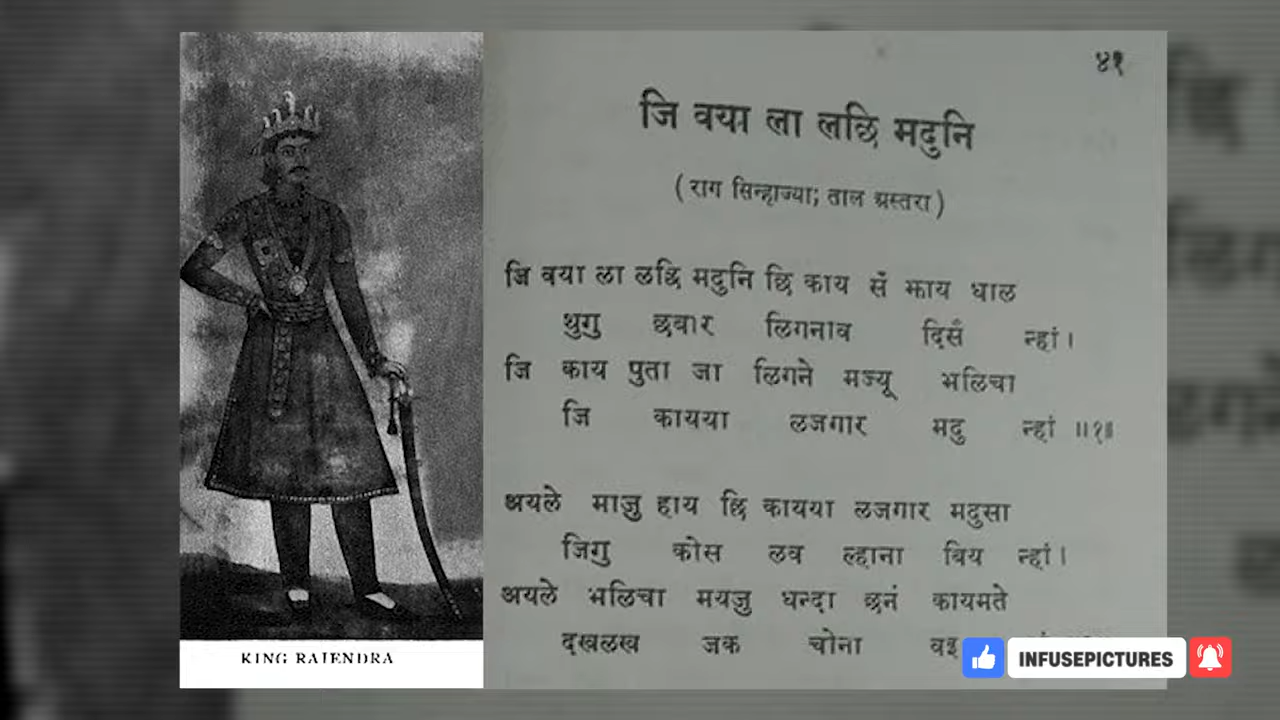 ४१
जि वया ला लछि मदुनि
(राग सिन्हाज्या; ताल अस्तरा)
जि वया ला लछि मदुनि छि काय सँ झाय धाल
थुगु छवार लिगनाव दिसँ न्हां।
जि काय पुता जा लिगने मज्यू भलिचा
जि कायया लजगार मदु न्हां ॥१॥
अयले माजु हाय छि कायया लजगार मदुसा
जिगु कोस लव ल्हाना बिय न्हां।
अयले भलिचा मयजु धन्दा छनं कायमते
दखलख जक चोना
KING RAJENDRA
INFUSEPICTURES